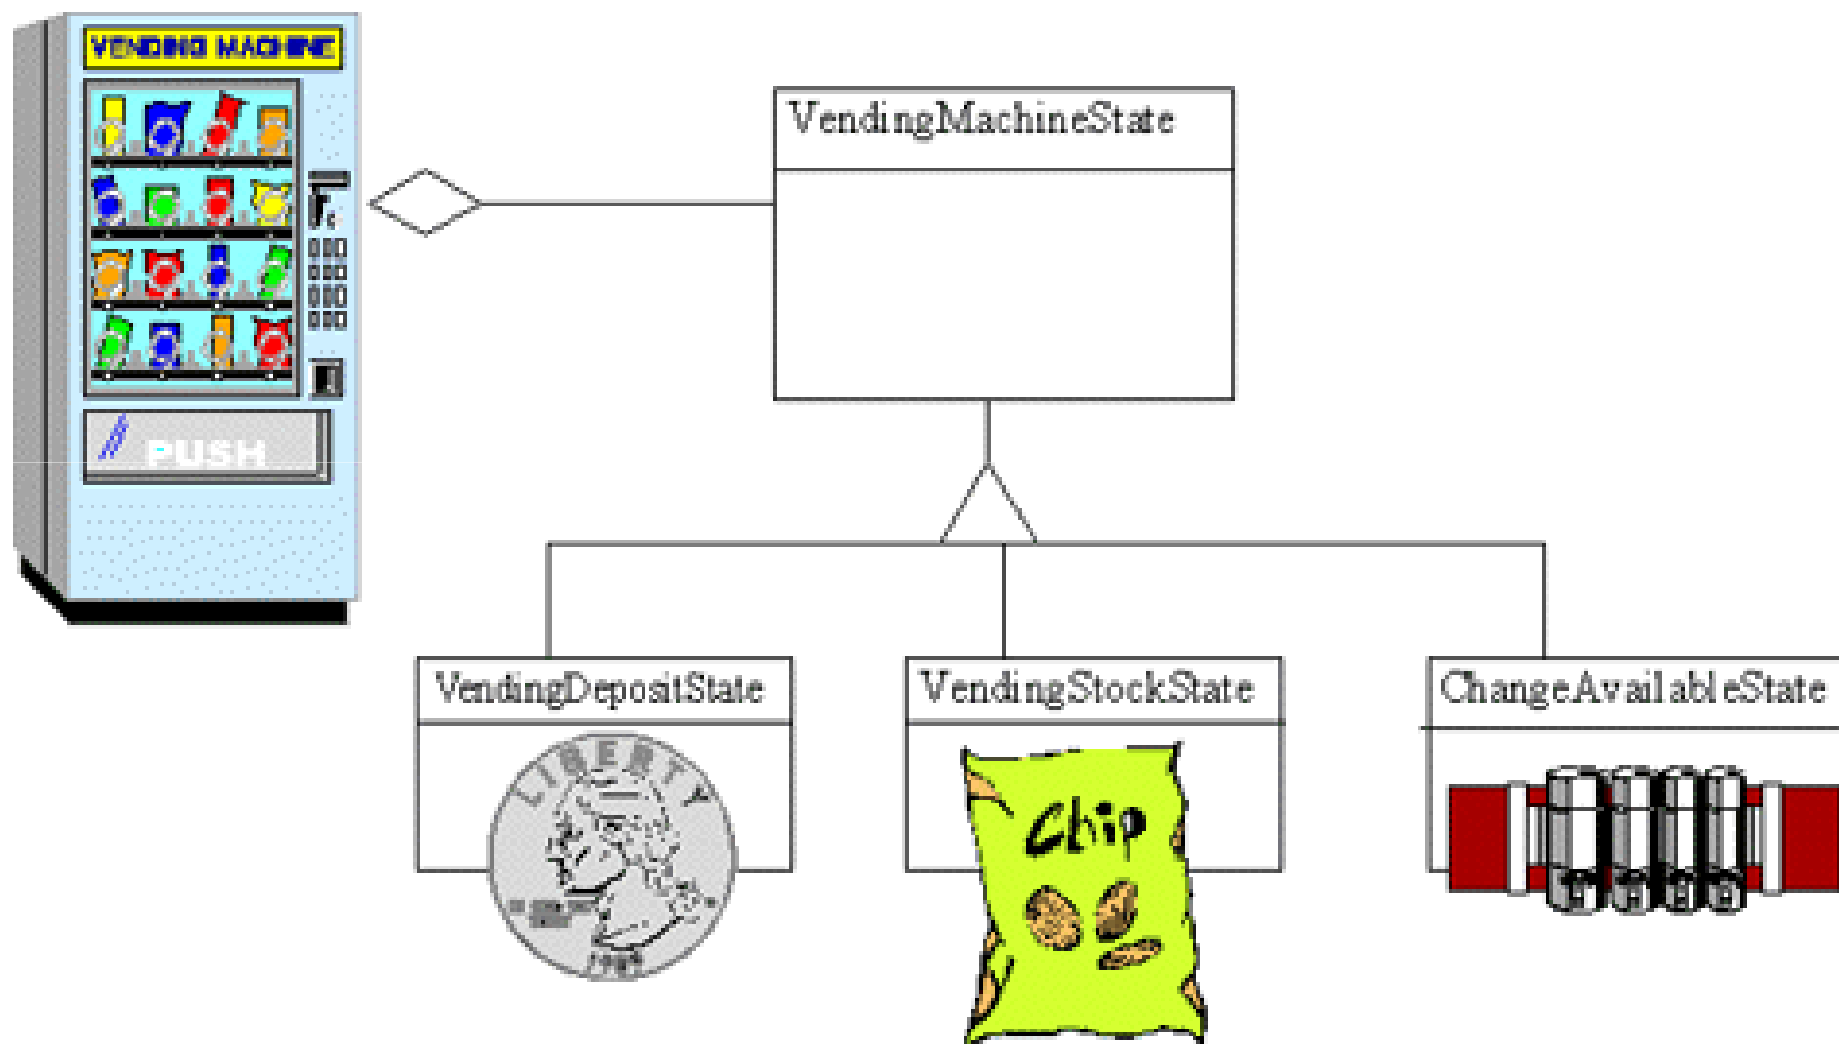 VENDING MACHINE
VendingMachineState
PUSH
VendingDepositState
VendingStockState
ChangeAvailableState
LIBERTY
Chip